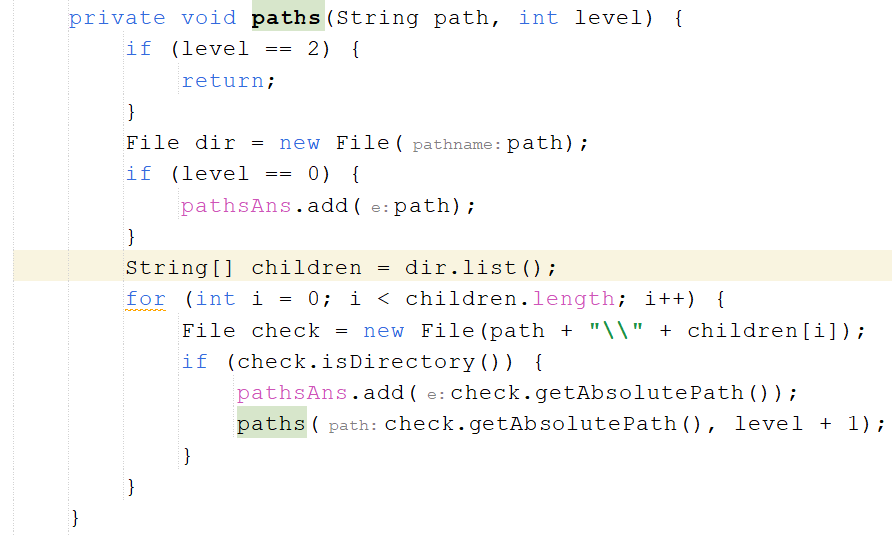 private void paths(String path, int level) {
if (level == 2) {
return;
}
File dir = new File( pathname: path);
if (level == 0) {
pathsAns.add( e: path);
}
String[] children = dir.list();
for (int i = 0; i < children.length; i++) {
File check = new File(path + "\\" + children[i]);
if (check.isDirectory()) {
pathsAns.add( e: check.getAbsolutePath());
paths( path: check.getAbsolutePath(), level + 1);
}
}
}